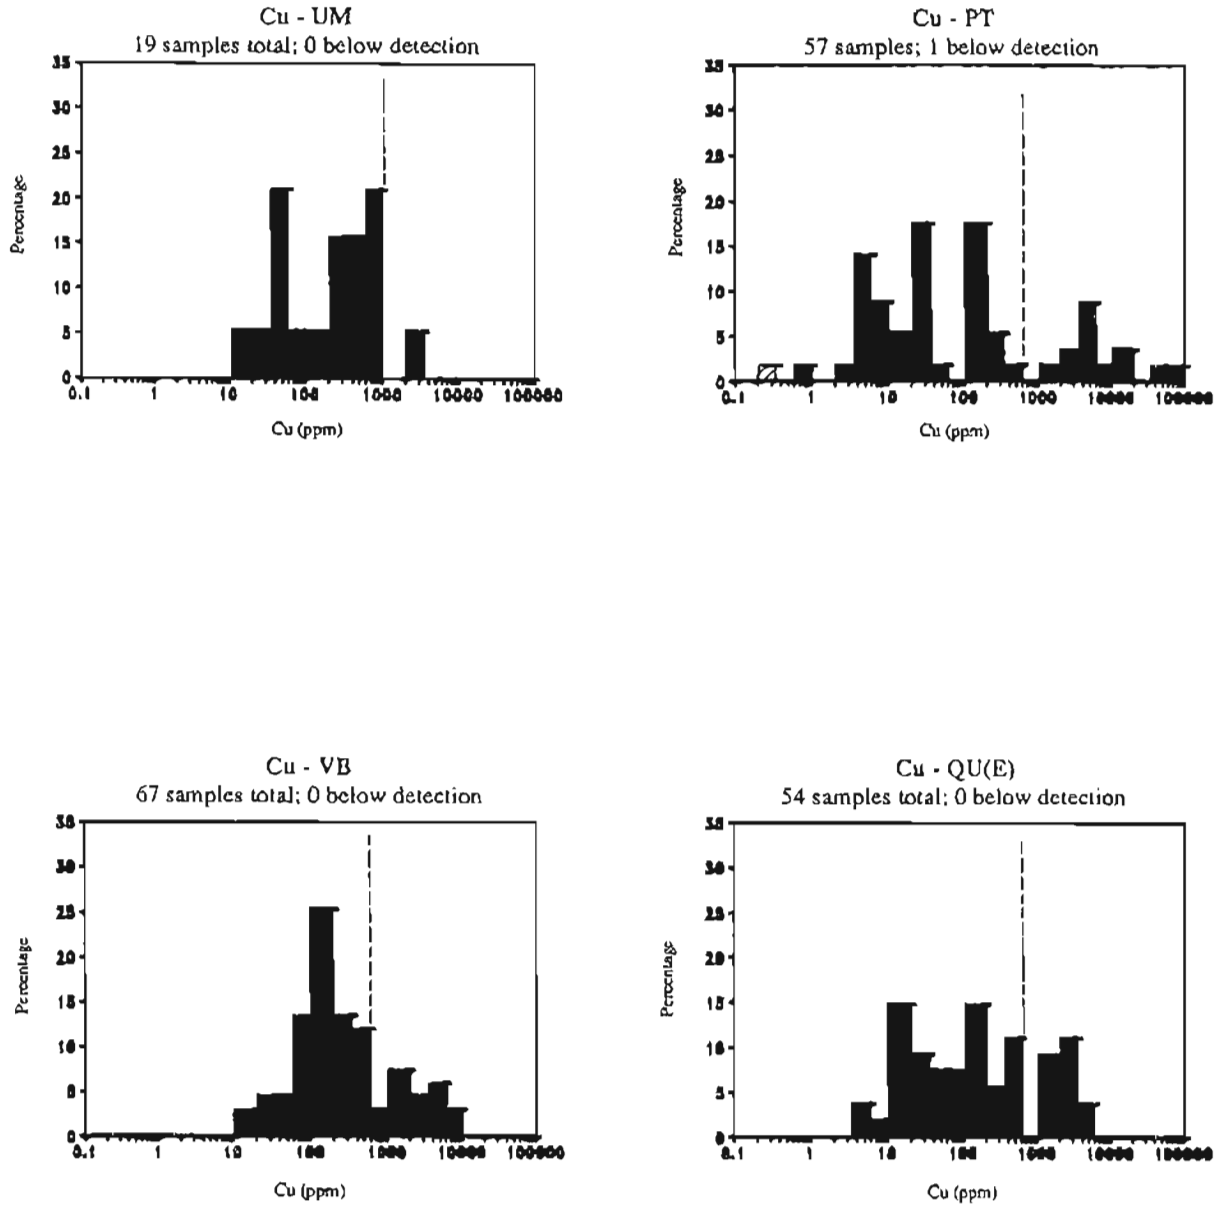 Cu - UM
19 samples total; 0 below detection
35
30
25
20
15
10
5
0
Percentage
0.1 1 10 100 1000 10000 100000
Cu (ppm)
Cu - PT
57 samples; 1 below detection
35
30
25
20
15
10
5
0
Percentage
0.1 1 10 100 1000 10000 100000
Cu (ppm)
Cu - VB
67 samples total; 0 below detection
35
30
25
20
15
10
5
0
Percentage
0.1 1 10 100 1000 10000 100000
Cu (ppm)
Cu - QU(E)
54 samples total; 0 below detection
35
30
25
20
15
10
5
0
Percentage
0.1 1 10 100 1000 10000 100000
Cu (ppm)